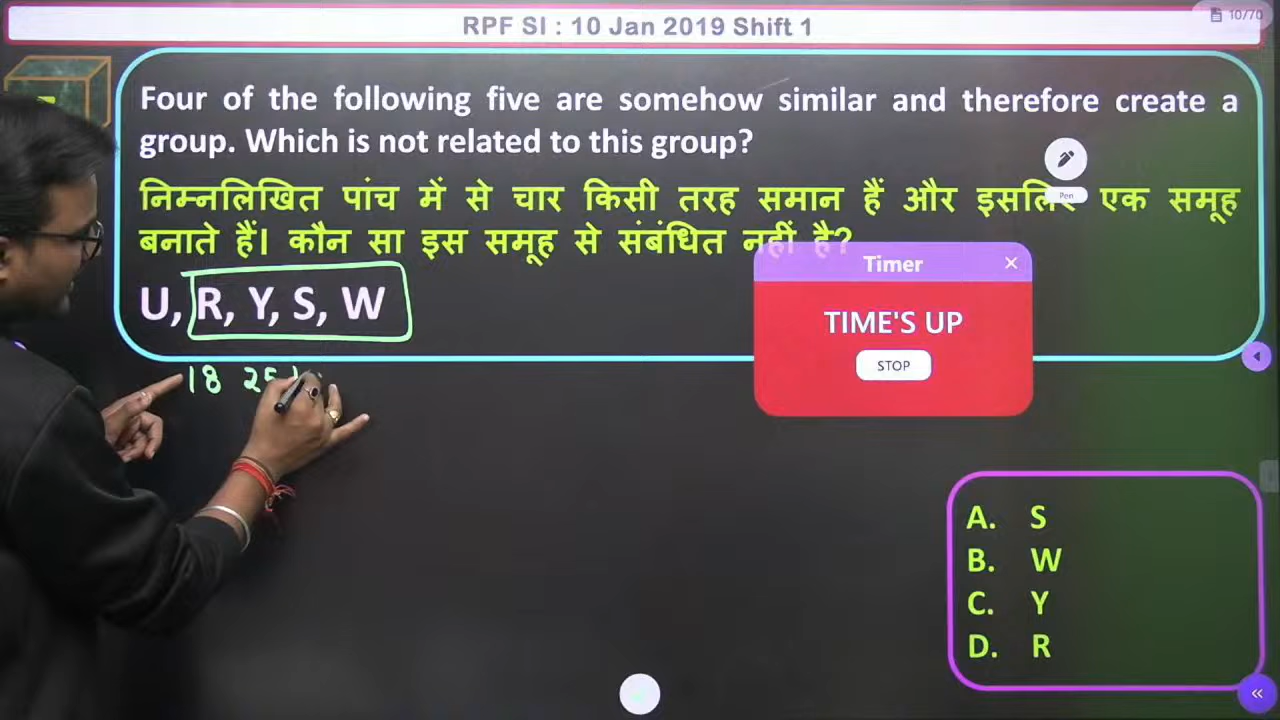 RPF SI : 10 Jan 2019 Shift 1
10/70
Four of the following five are somehow similar and therefore create a
group. Which is not related to this group?
Pen
निम्नलिखित पांच में से चार किसी तरह समान हैं और इसलिए एक समूह
बनाते हैं। कौन सा इस समूह से संबंधित नहीं है?
U, R, Y, S, W
Timer
TIME'S UP
STOP
18 25 1
A. S
B. W
C. Y
D. R